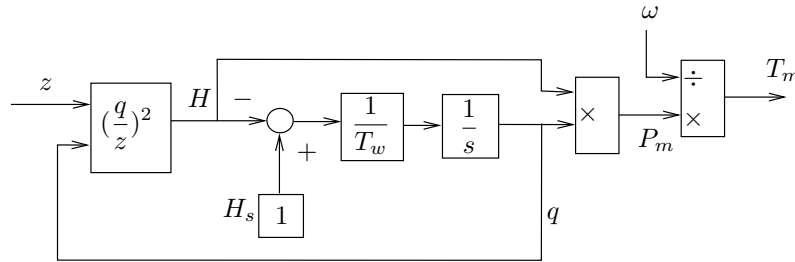 ω
z
(q/z)²
H
−
+
1/T_w
1/s
×
÷
×
T_m
P_m
H_s
1
q